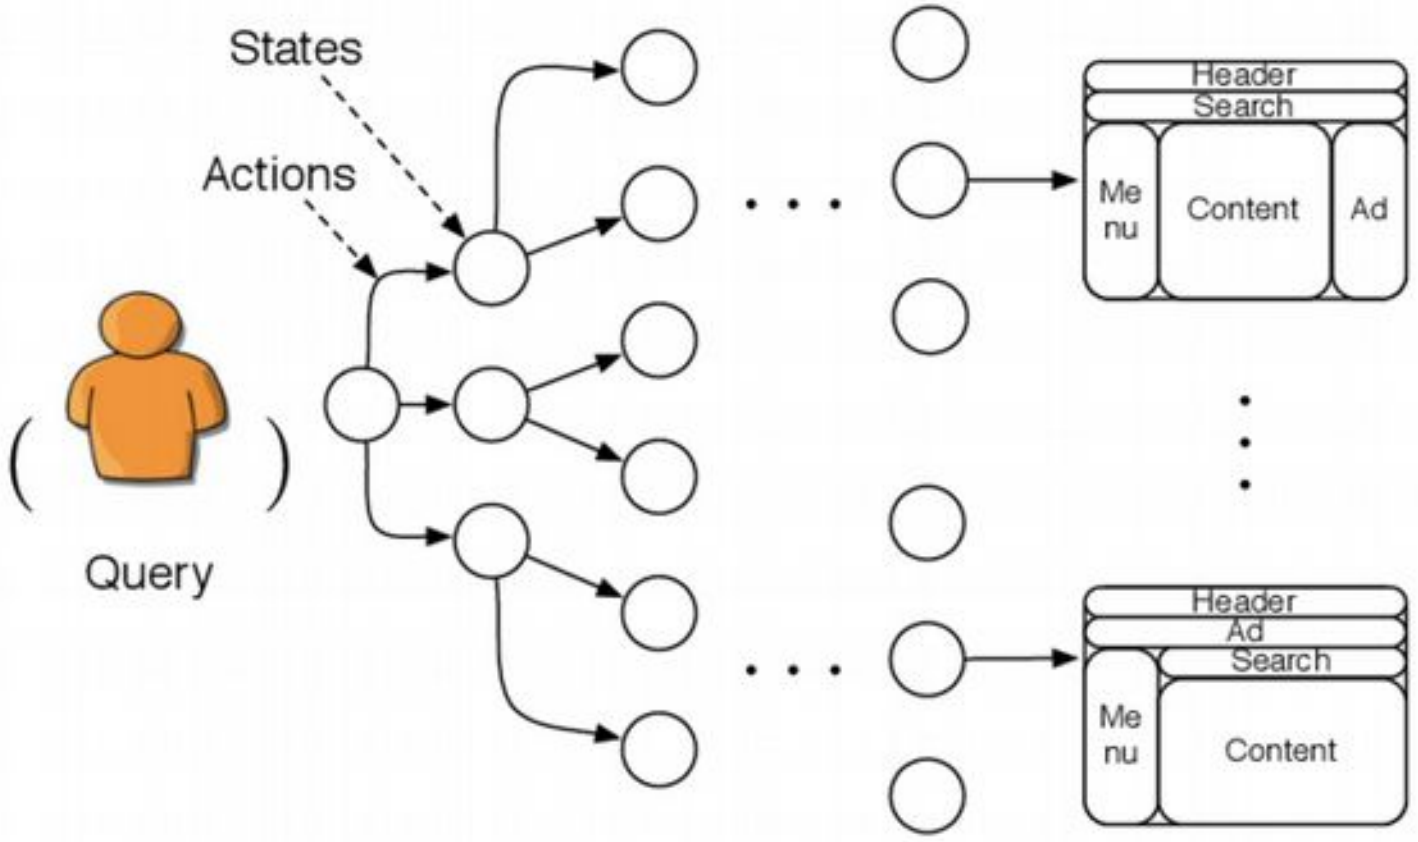 States
Actions
( )
Query
. . .
. . .
Header
Search
Me
nu
Content
Ad
Header
Ad
Search
Me
nu
Content